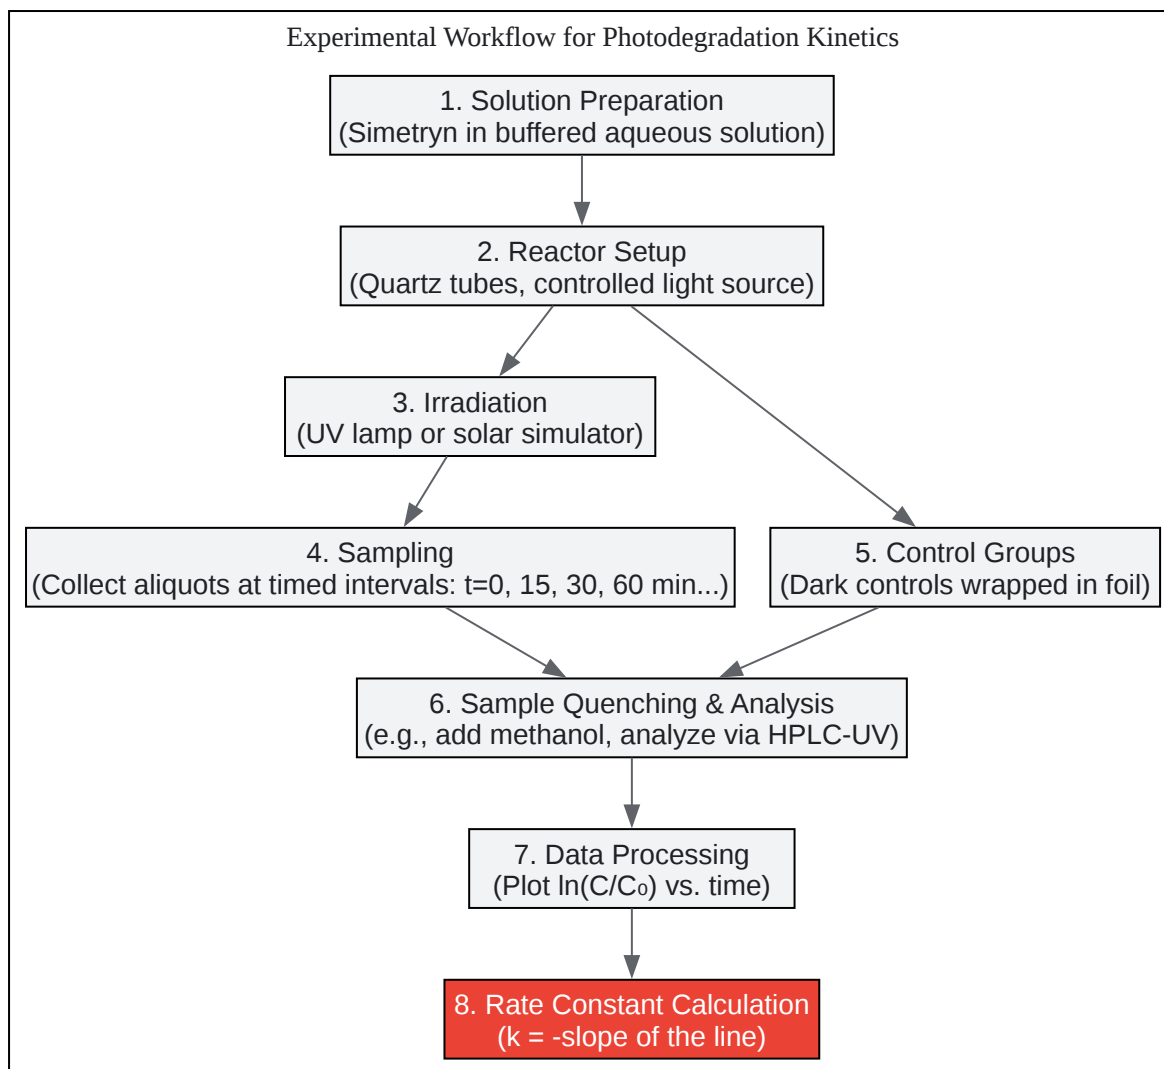 Experimental Workflow for Photodegradation Kinetics
1. Solution Preparation
(Simetryn in buffered aqueous solution)
2. Reactor Setup
(Quartz tubes, controlled light source)
3. Irradiation
(UV lamp or solar simulator)
4. Sampling
(Collect aliquots at timed intervals: t=0, 15, 30, 60 min...)
5. Control Groups
(Dark controls wrapped in foil)
6. Sample Quenching & Analysis
(e.g., add methanol, analyze via HPLC-UV)
7. Data Processing
(Plot ln(C/C₀) vs. time)
8. Rate Constant Calculation
(k = -slope of the line)